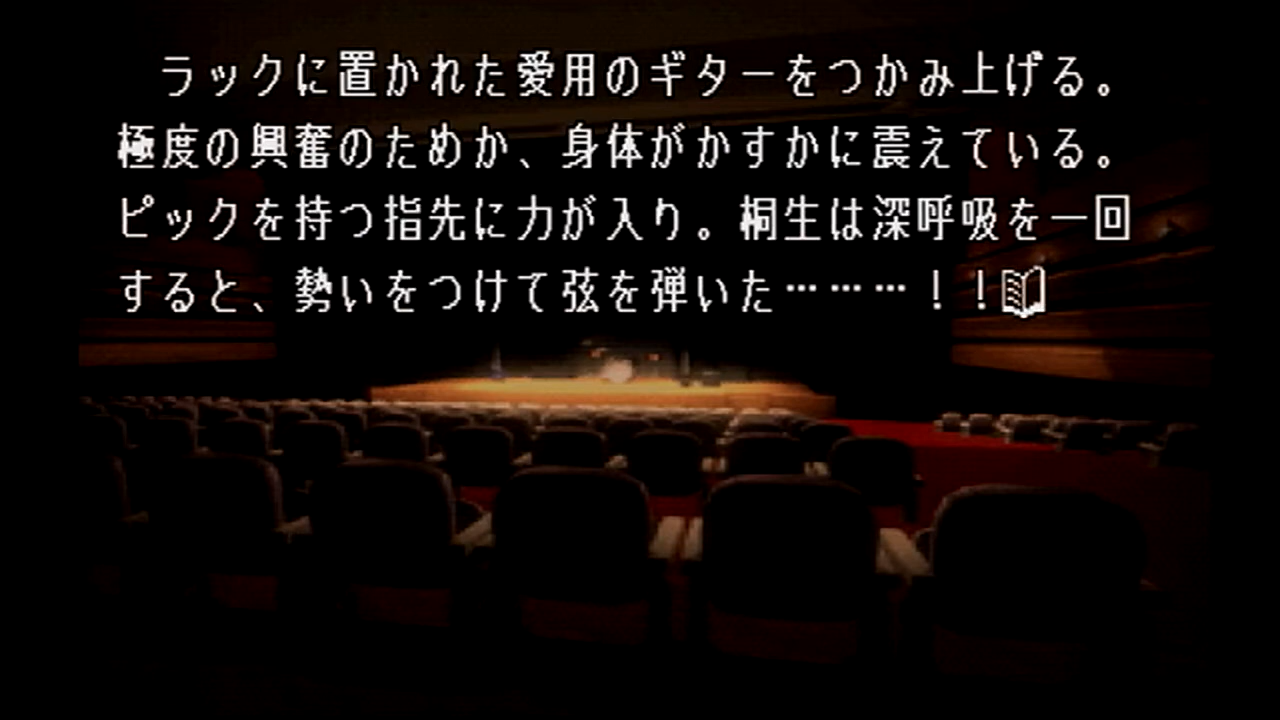 ラックに置かれた愛用のギターをつかみ上げる。
極度の興奮のためか、身体がかすかに震えている。
ピックを持つ指先に力が入り。桐生は深呼吸を一回
すると、勢いをつけて弦を弾いた………！！